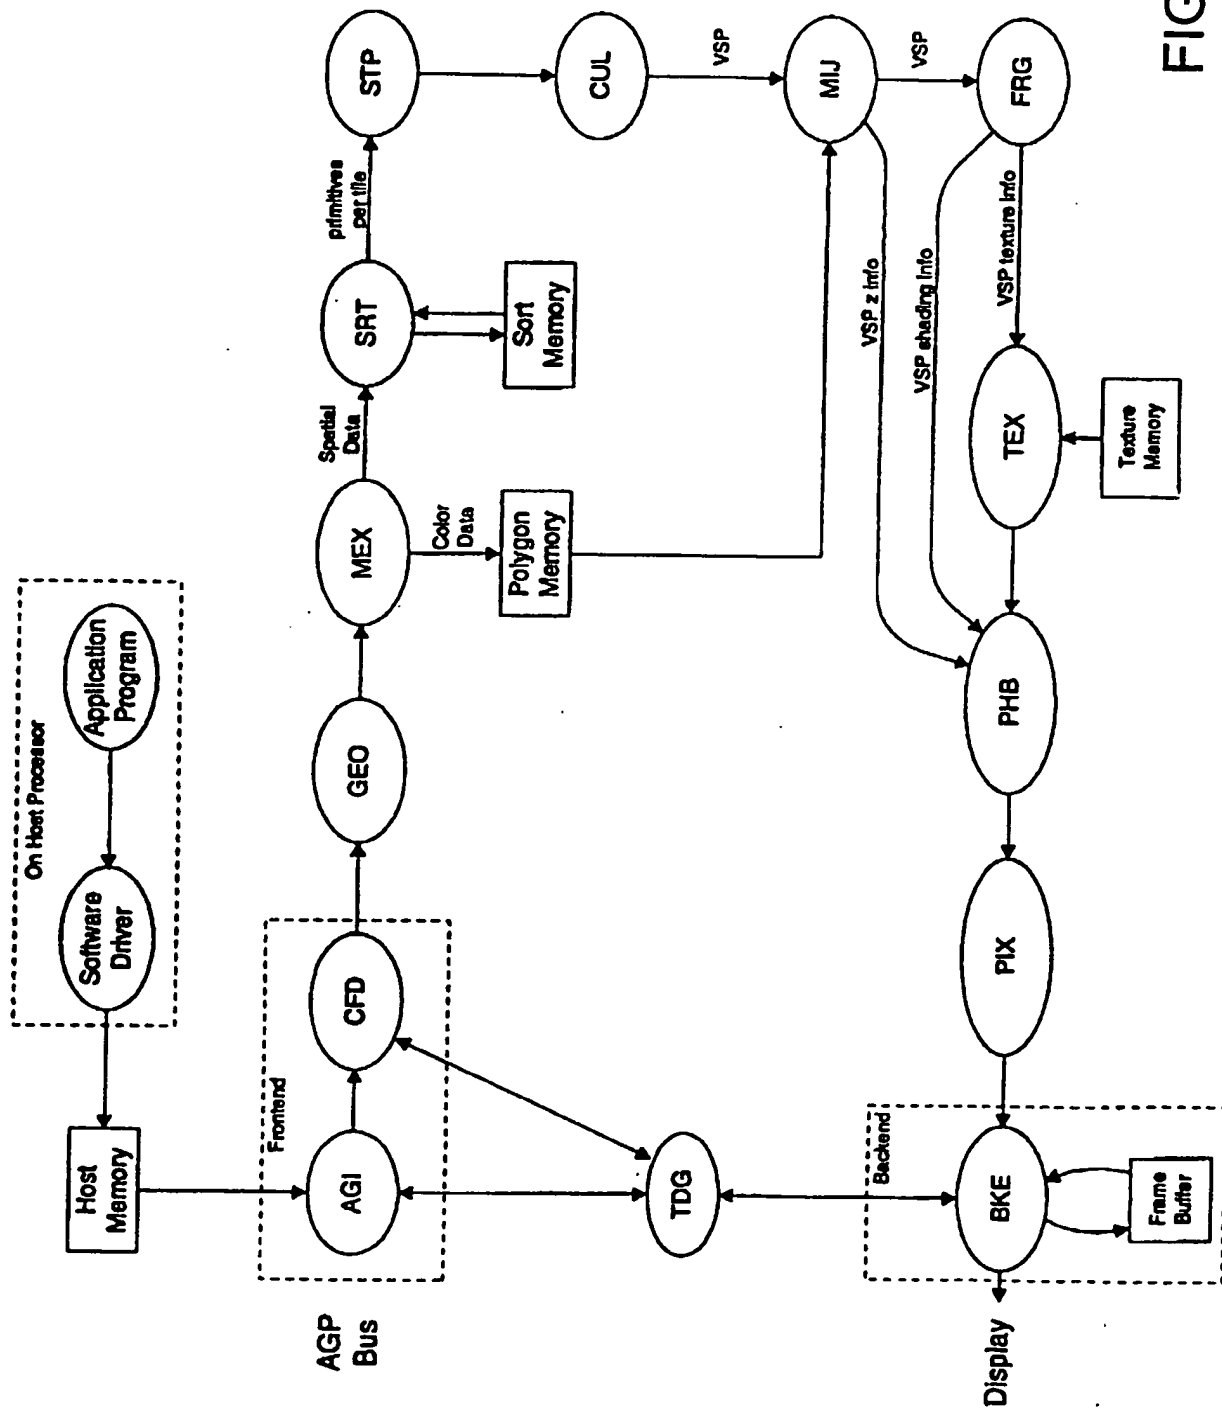 On Host Processor
Application
Program
Software
Driver
Host
Memory
AGP
Bus
Frontend
AGI
CFD
GEO
MEX
Spatial
Data
SRT
primitives
per tile
STP
Color
Data
Polygon
Memory
Sort
Memory
CUL
VSP
MIJ
VSP
FRG
VSP z info
VSP shading info
VSP texture info
TEX
Texture
Memory
PHB
PIX
TDG
Backend
BKE
Frame
Buffer
Display
FIG